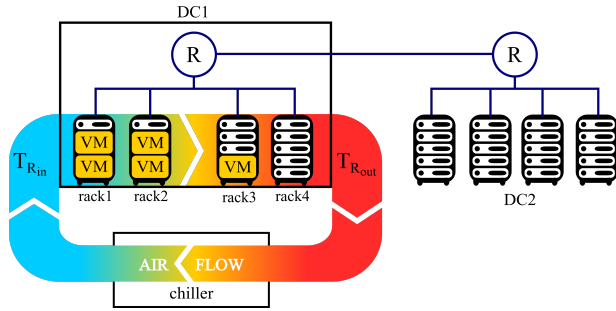 DC1
R
R
VM
VM
VM
VM
VM
T_Rin
T_Rout
rack1
rack2
rack3
rack4
DC2
AIR FLOW
chiller